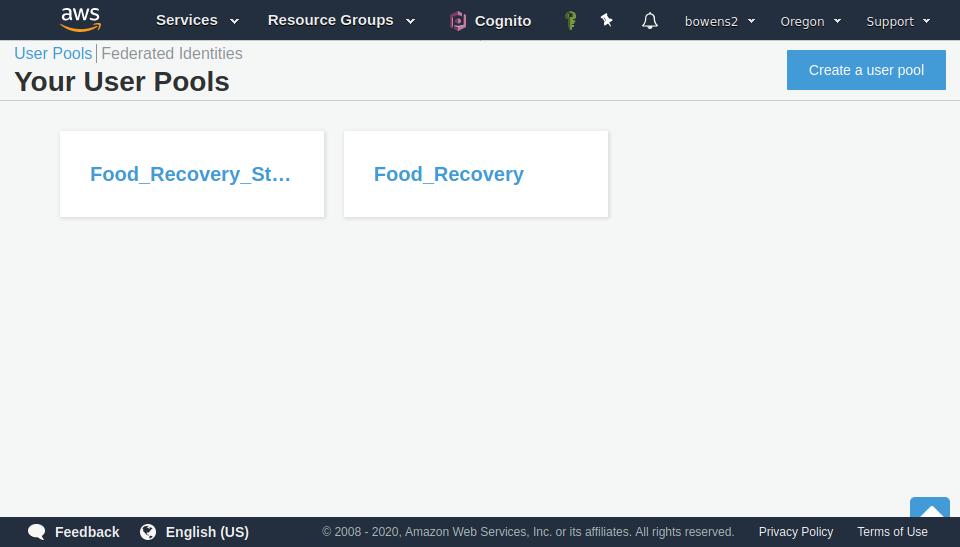 aws Services Resource Groups Cognito bowens2 Oregon Support
User Pools Federated Identities
Your User Pools
Create a user pool
Food_Recovery_St... Food_Recovery
Feedback English (US) © 2008 - 2020, Amazon Web Services, Inc. or its affiliates. All rights reserved. Privacy Policy Terms of Use